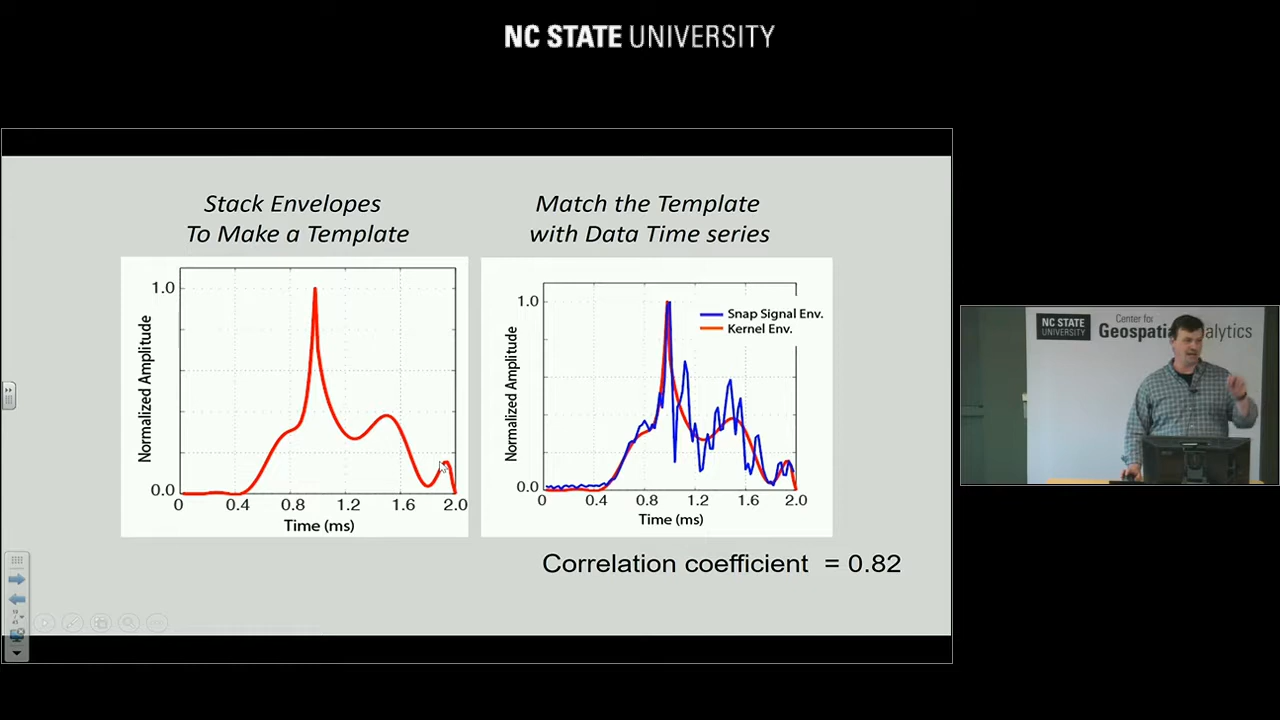 NC STATE UNIVERSITY
Stack Envelopes
To Make a Template
Match the Template
with Data Time series
1.0
0.0
Normalized Amplitude
0 0.4 0.8 1.2 1.6 2.0
Time (ms)
1.0
0.0
Normalized Amplitude
Snap Signal Env.
Kernel Env.
0 0.4 0.8 1.2 1.6 2.0
Time (ms)
Correlation coefficient = 0.82
NC STATE
UNIVERSITY
Center for
Geospatial Analytics